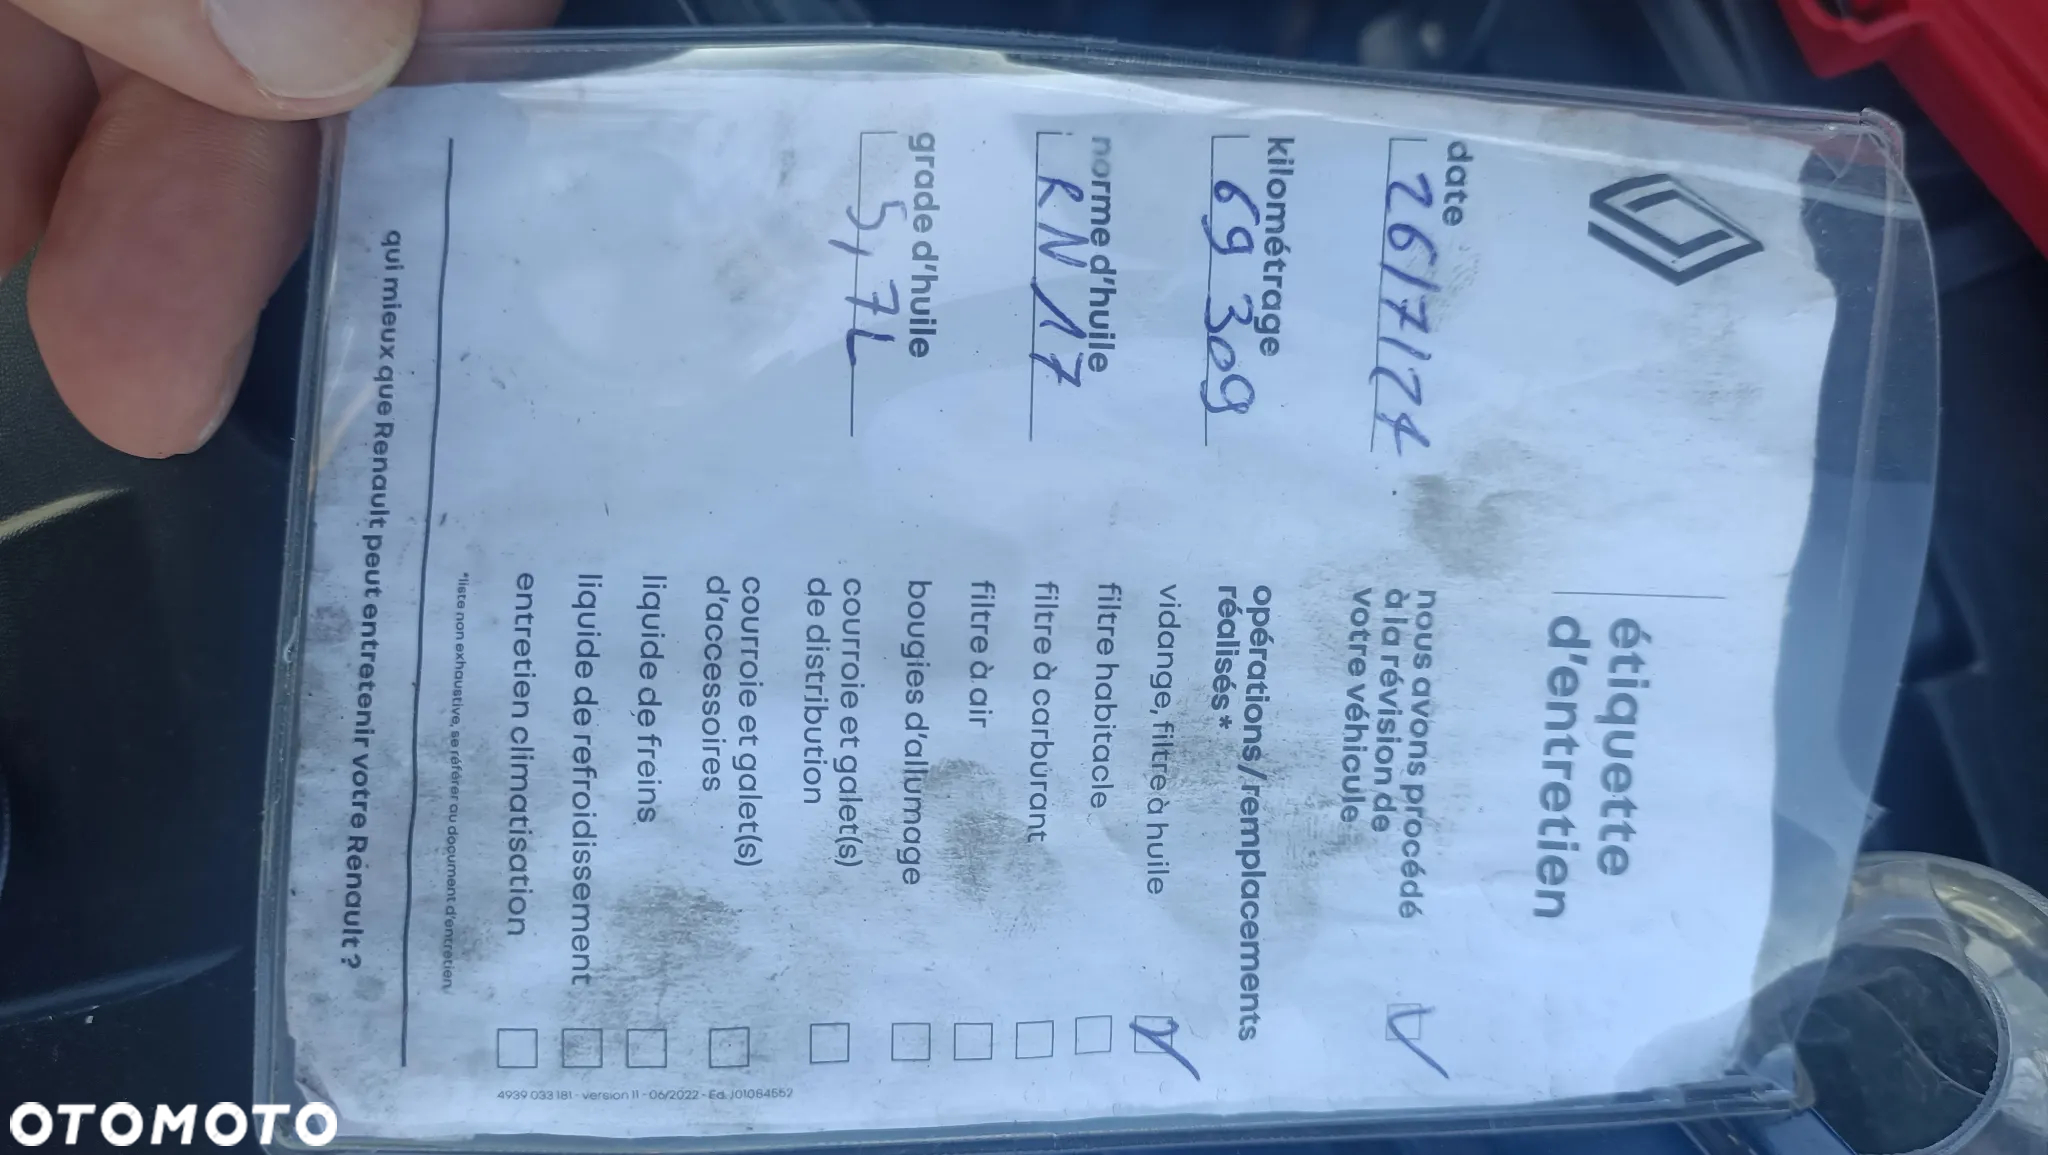 étiquette
d'entretien
date
26/7/24
kilométrage
69 309
norme d'huile
RN 17
grade d'huile
5,7L
nous avons procédé
à la révision de
votre véhicule
opérations/remplacements
réalisés*
vidange, filtre à huile
filtre habitacle
filtre à carburant
filtre à air
bougies d'allumage
courroie et galet(s)
de distribution
courroie et galet(s)
d'accessoires
liquide de freins
liquide de refroidissement
entretien climatisation
*liste non exhaustive, se référer au document d'entretien
qui mieux que Renault peut entretenir votre Renault ?
4939 033 181 - version 11 - 06/2022 - Ed. J01084552
OTOMOTO